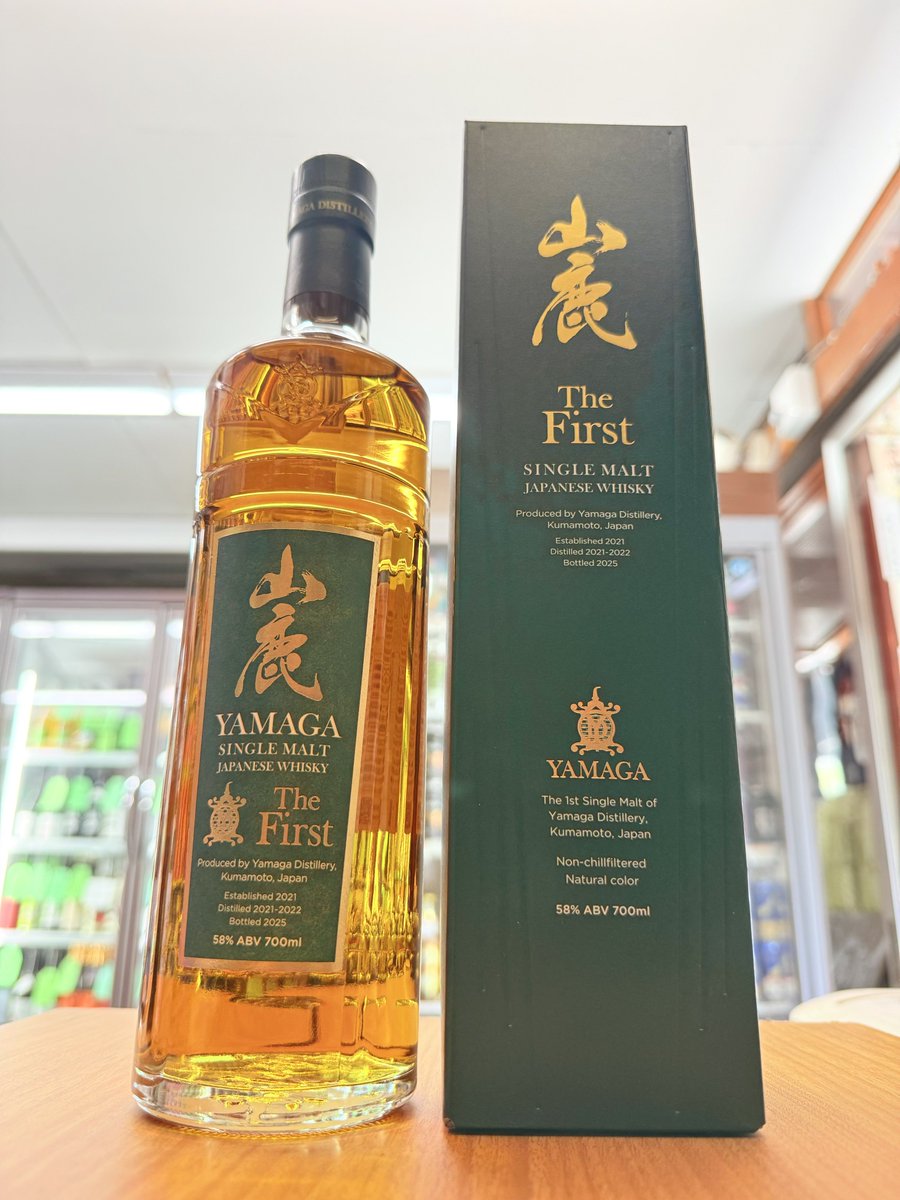 AGA DISTILLE
山鹿
YAMAGA
SINGLE MALT
JAPANESE WHISKY
The
First
Produced by Yamaga Distillery,
Kumamoto, Japan
Established 2021
Distilled 2021-2022
Bottled 2025
58% ABV 700ml
山鹿
The
First
SINGLE MALT
JAPANESE WHISKY
Produced by Yamaga Distillery,
Kumamoto, Japan
Established 2021
Distilled 2021-2022
Bottled 2025
YAMAGA
The 1st Single Malt of
Yamaga Distillery,
Kumamoto, Japan
Non-chillfiltered
Natural color
58% ABV 700ml